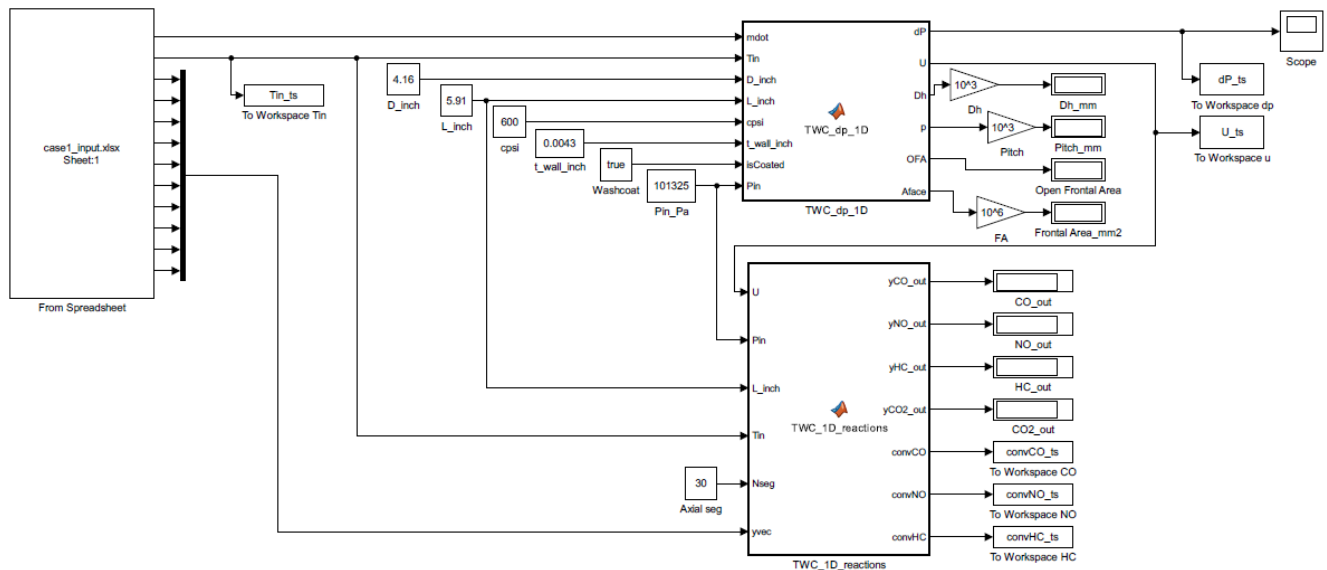 case1_input.xlsx
Sheet:1
From Spreadsheet
Tin_ts
To Workspace Tin
4.16
D_inch
5.91
L_inch
600
cpsi
0.0043
t_wall_inch
true
Washcoat
101325
Pin_Pa
mdot
Tin
D_inch
L_inch
cpsi
t_wall_inch
isCoated
Pin
TWC_dp_1D
dP
U
Dh
p
OFA
Aface
TWC_dp_1D
10^3
Dh
10^3
Pitch
10^6
FA
Dh_mm
Pitch_mm
Open Frontal Area
Frontal Area_mm2
Scope
dP_ts
To Workspace dp
U_ts
To Workspace u
30
Axial seg
U
Pin
L_inch
Tin
Nseg
yvec
TWC_1D_reactions
yCO_out
yNO_out
yHC_out
yCO2_out
convCO
convNO
convHC
TWC_1D_reactions
CO_out
NO_out
HC_out
CO2_out
convCO_ts
To Workspace CO
convNO_ts
To Workspace NO
convHC_ts
To Workspace HC